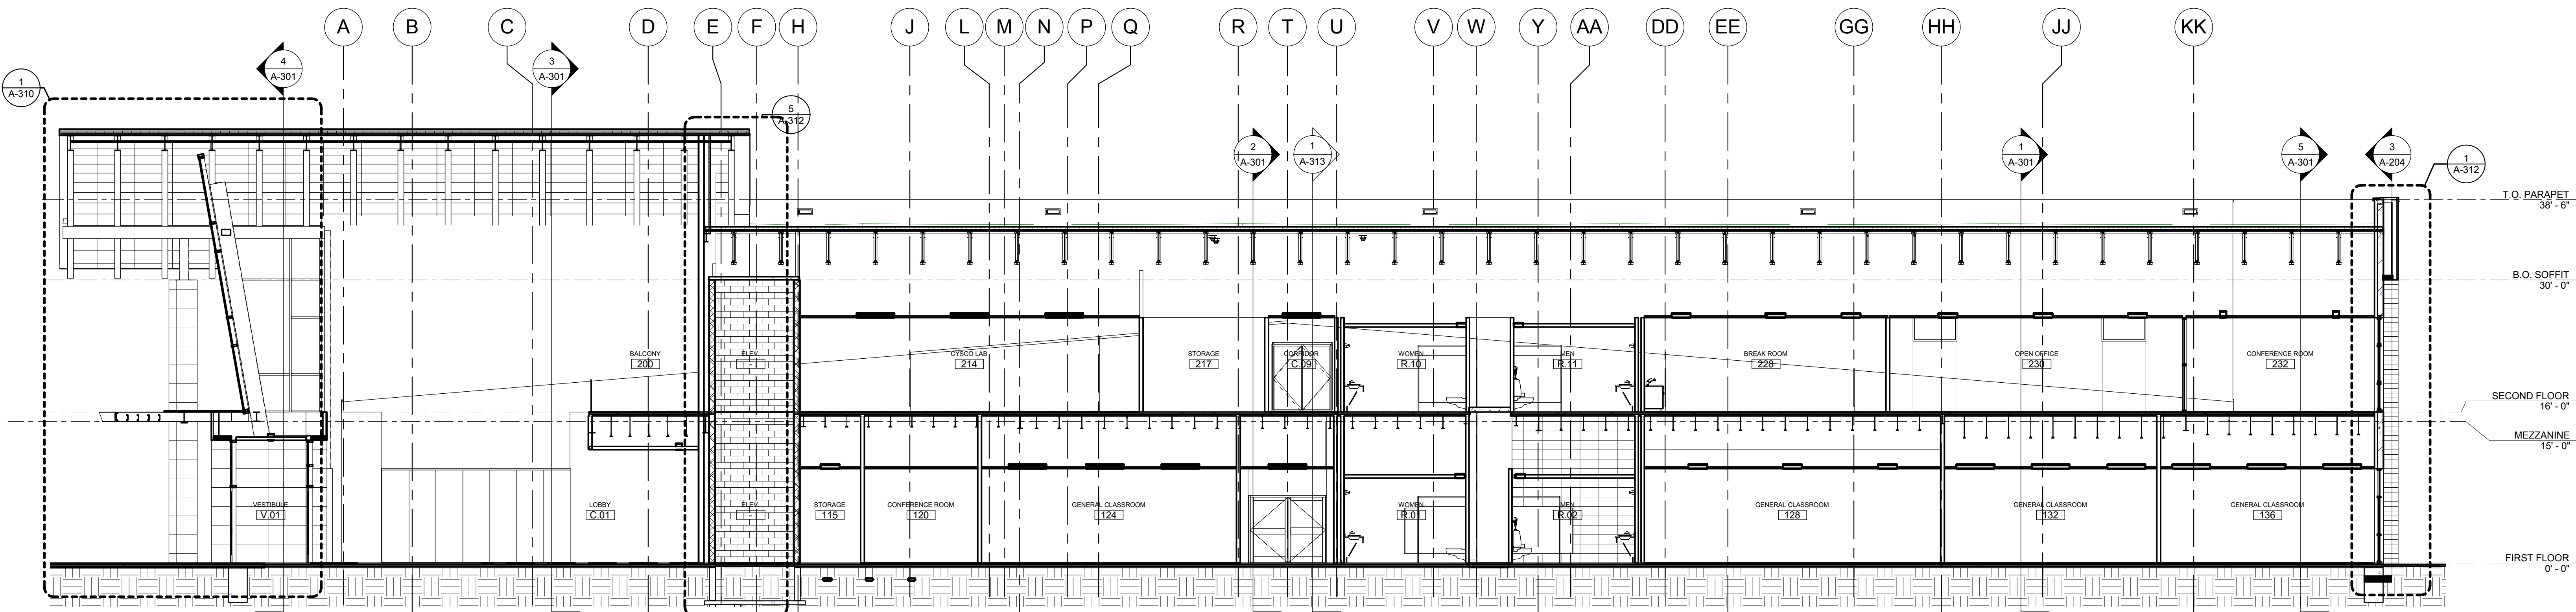 A B C D E F H J L M N P Q R T U V W Y AA DD EE GG HH JJ KK
4
A-301
3
A-301
1
A-310
5
A-312
2
A-301
1
A-313
1
A-301
5
A-301
3
A-204
1
A-312
T.O. PARAPET
38' - 6"
B.O. SOFFIT
30' - 0"
BALCONY
200
ELEV
-
CYSCO LAB
214
STORAGE
217
CORRIDOR
C.09
WOMEN
R.10
MEN
R.11
BREAK ROOM
228
OPEN OFFICE
230
CONFERENCE ROOM
232
SECOND FLOOR
16' - 0"
MEZZANINE
15' - 0"
VESTIBULE
V.01
LOBBY
C.01
ELEV
-
STORAGE
115
CONFERENCE ROOM
120
GENERAL CLASSROOM
124
WOMEN
R.01
MEN
R.02
GENERAL CLASSROOM
128
GENERAL CLASSROOM
132
GENERAL CLASSROOM
136
FIRST FLOOR
0' - 0"